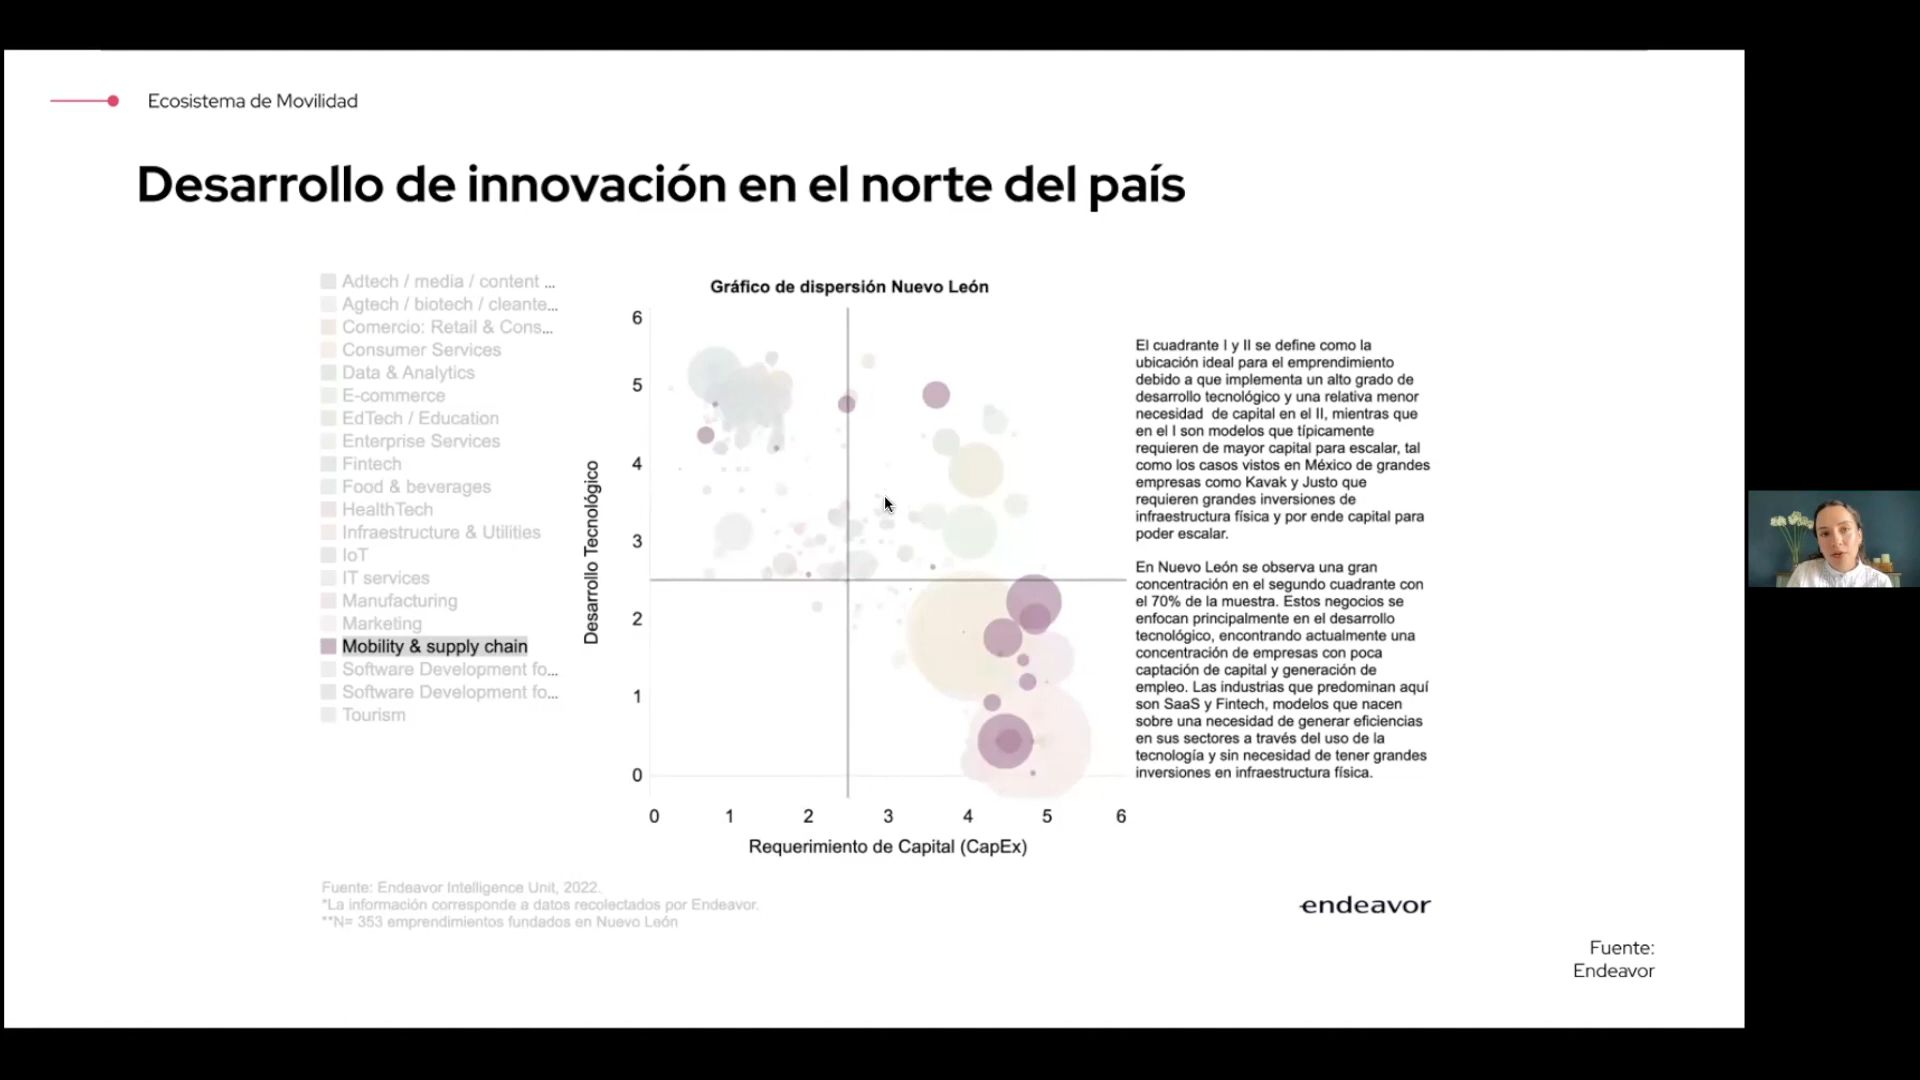 Ecosistema de Movilidad
Desarrollo de innovación en el norte del país
Adtech / media / content ...
Agtech / biotech / cleante...
Comercio: Retail & Cons...
Consumer Services
Data & Analytics
E-commerce
EdTech / Education
Enterprise Services
Fintech
Food & beverages
HealthTech
Infraestructure & Utilities
IoT
IT services
Manufacturing
Marketing
Mobility & supply chain
Software Development fo...
Software Development fo...
Tourism
Gráfico de dispersión Nuevo León
6
5
4
3
2
1
0
Desarrollo Tecnológico
0 1 2 3 4 5 6
Requerimiento de Capital (CapEx)
El cuadrante I y II se define como la
ubicación ideal para el emprendimiento
debido a que implementa un alto grado de
desarrollo tecnológico y una relativa menor
necesidad de capital en el II, mientras que
en el I son modelos que típicamente
requieren de mayor capital para escalar, tal
como los casos vistos en México de grandes
empresas como Kavak y Justo que
requieren grandes inversiones de
infraestructura física y por ende capital para
poder escalar.
En Nuevo León se observa una gran
concentración en el segundo cuadrante con
el 70% de la muestra. Estos negocios se
enfocan principalmente en el desarrollo
tecnológico, encontrando actualmente una
concentración de empresas con poca
captación de capital y generación de
empleo. Las industrias que predominan aquí
son SaaS y Fintech, modelos que nacen
sobre una necesidad de generar eficiencias
en sus sectores a través del uso de la
tecnología y sin necesidad de tener grandes
inversiones en infraestructura física.
Fuente: Endeavor Intelligence Unit, 2022.
*La información corresponde a datos recolectados por Endeavor.
**N= 353 emprendimientos fundados en Nuevo León
endeavor
Fuente:
Endeavor